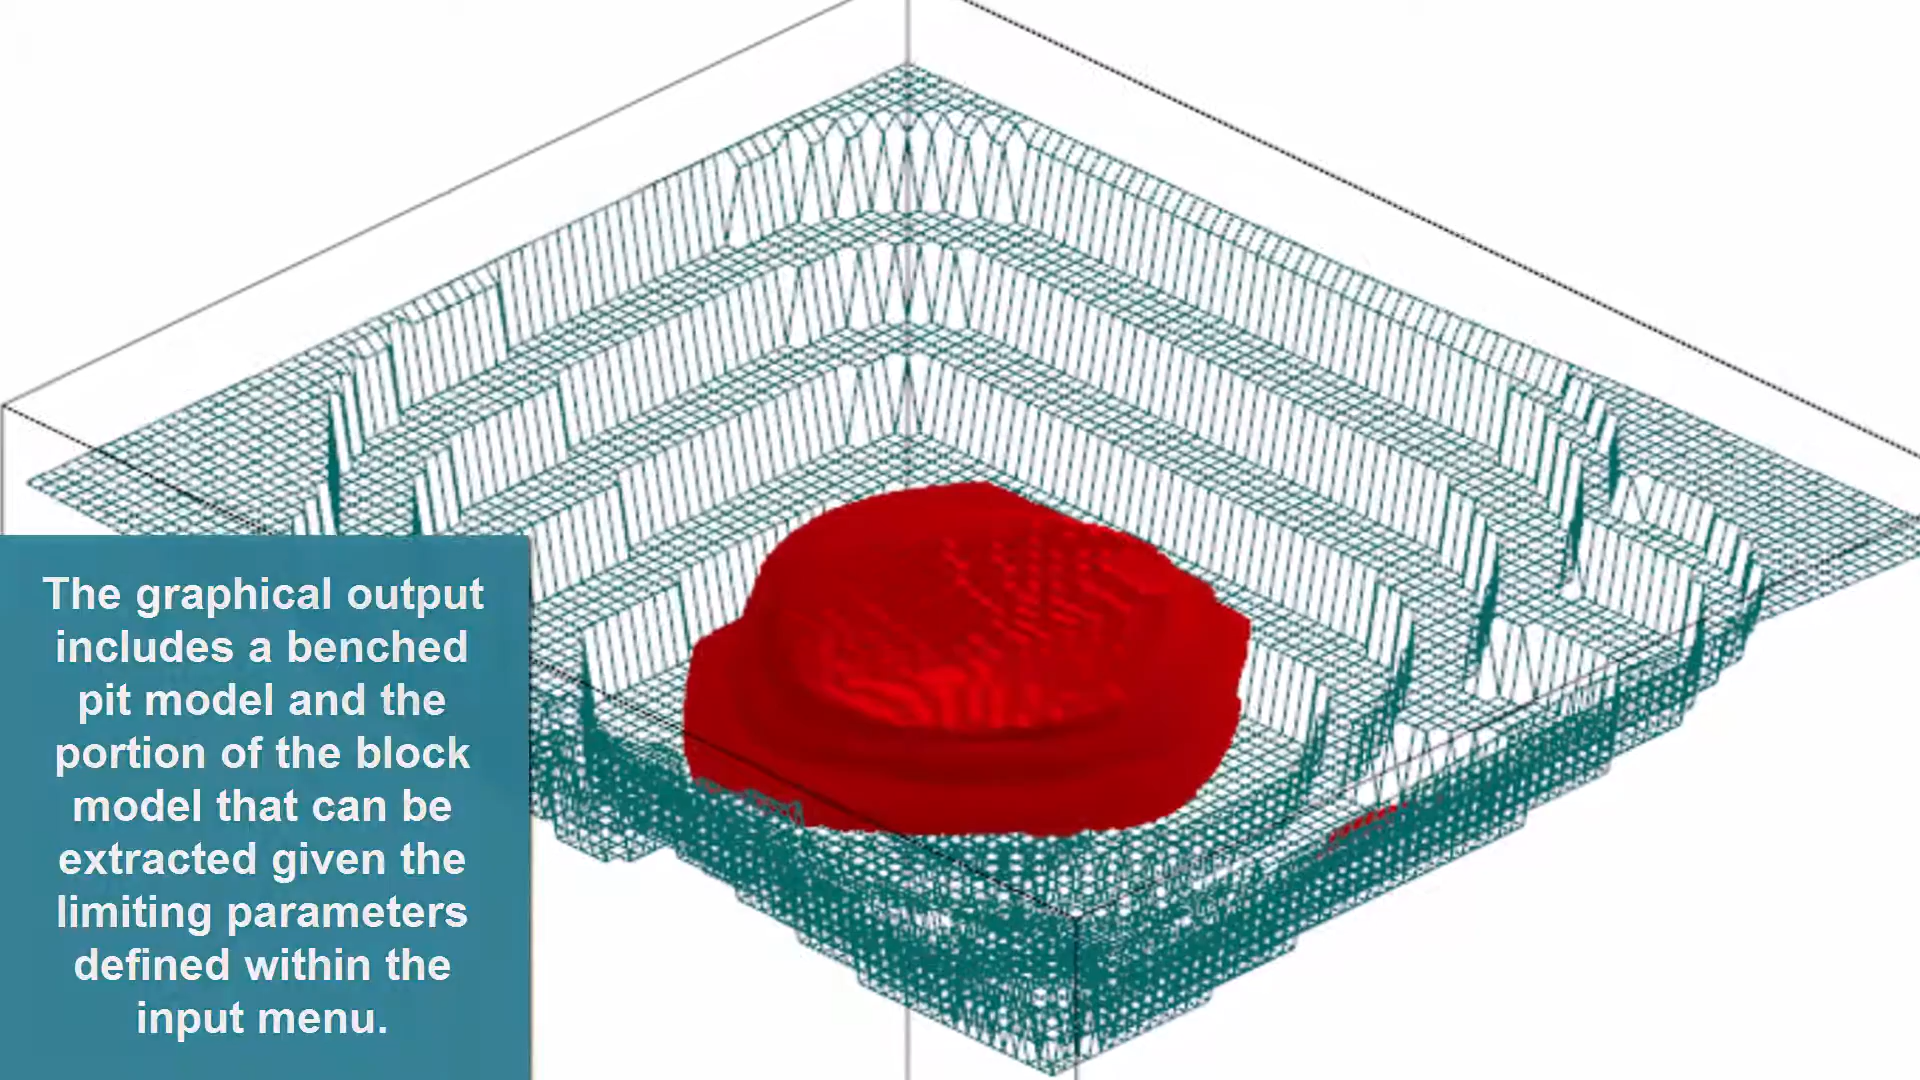 The graphical output
includes a benched
pit model and the
portion of the block
model that can be
extracted given the
limiting parameters
defined within the
input menu.